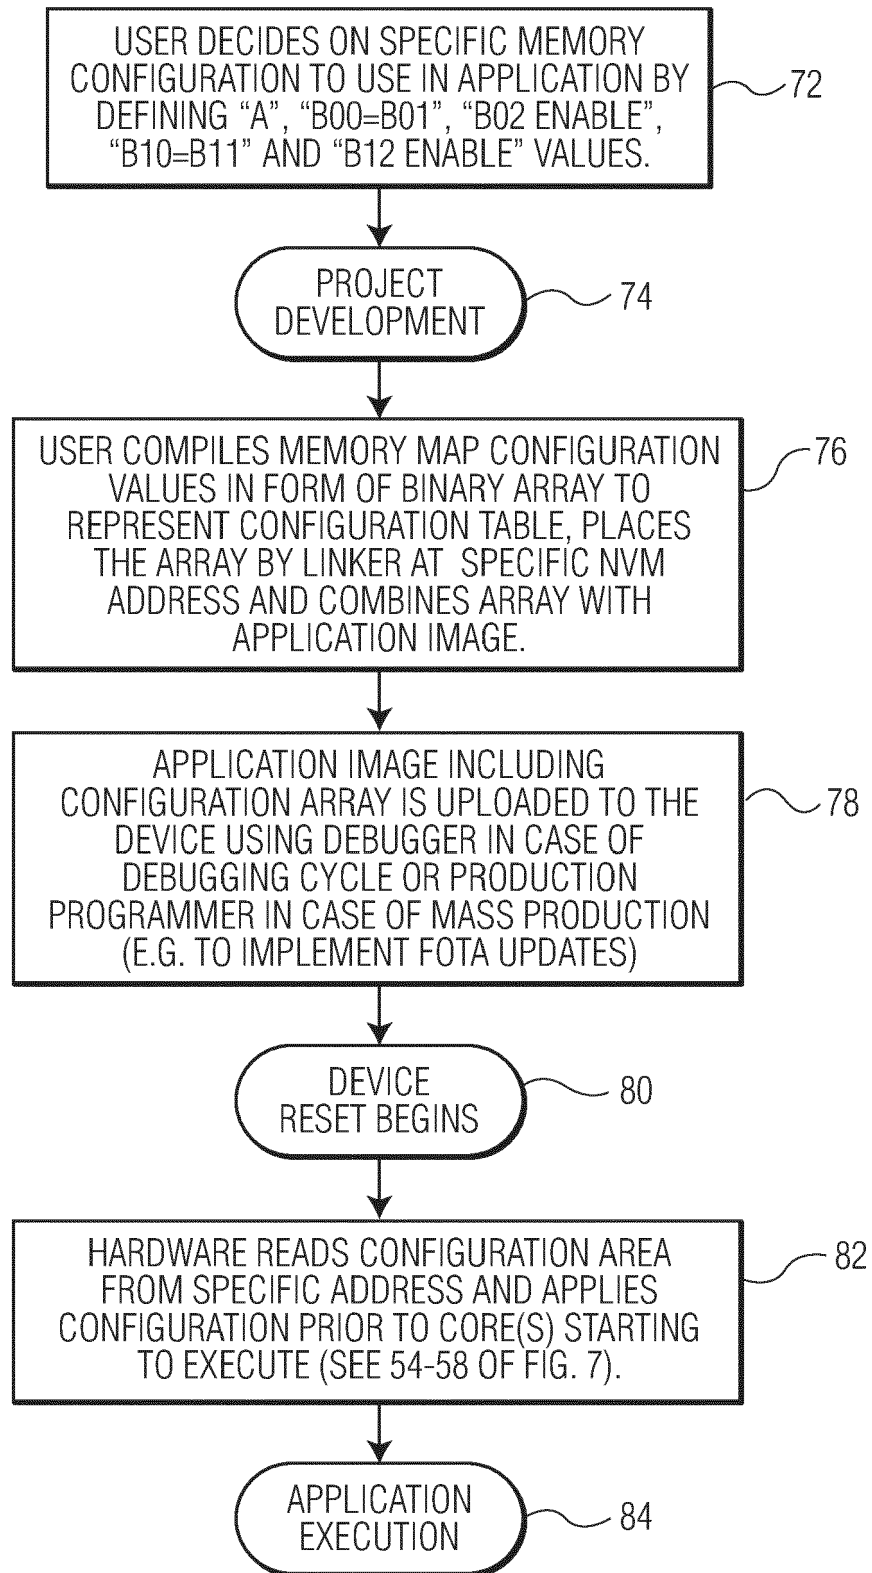 USER DECIDES ON SPECIFIC MEMORY
CONFIGURATION TO USE IN APPLICATION BY
DEFINING “A”, “B00=B01”, “B02 ENABLE”,
“B10=B11” AND “B12 ENABLE” VALUES.
72
PROJECT
DEVELOPMENT
74
USER COMPILES MEMORY MAP CONFIGURATION
VALUES IN FORM OF BINARY ARRAY TO
REPRESENT CONFIGURATION TABLE, PLACES
THE ARRAY BY LINKER AT SPECIFIC NVM
ADDRESS AND COMBINES ARRAY WITH
APPLICATION IMAGE.
76
APPLICATION IMAGE INCLUDING
CONFIGURATION ARRAY IS UPLOADED TO THE
DEVICE USING DEBUGGER IN CASE OF
DEBUGGING CYCLE OR PRODUCTION
PROGRAMMER IN CASE OF MASS PRODUCTION
(E.G. TO IMPLEMENT FOTA UPDATES)
78
DEVICE
RESET BEGINS
80
HARDWARE READS CONFIGURATION AREA
FROM SPECIFIC ADDRESS AND APPLIES
CONFIGURATION PRIOR TO CORE(S) STARTING
TO EXECUTE (SEE 54-58 OF FIG. 7).
82
APPLICATION
EXECUTION
84